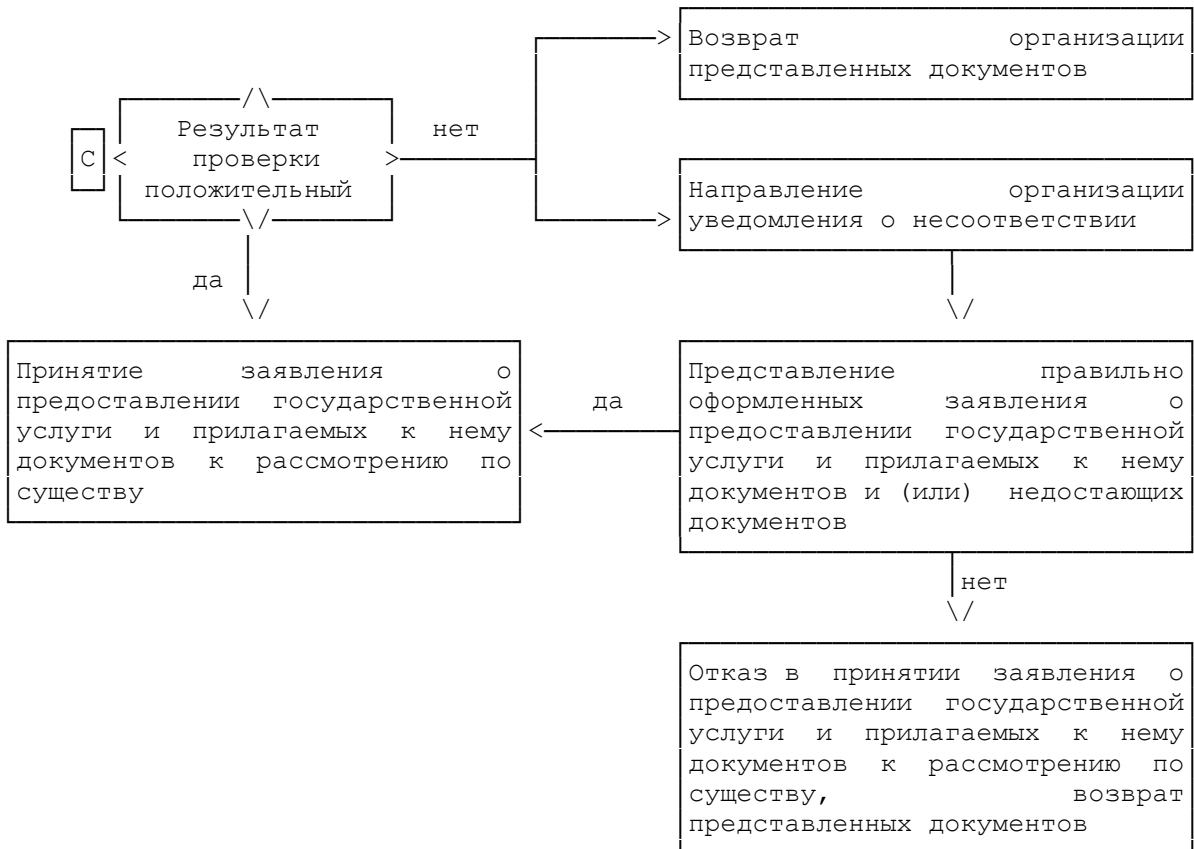 Возврат организации
представленных документов
С
Результат
проверки
положительный
нет
Направление организации
уведомления о несоответствии
да
Принятие заявления о
предоставлении государственной
услуги и прилагаемых к нему
документов к рассмотрению по
существу
да
Представление правильно
оформленных заявления о
предоставлении государственной
услуги и прилагаемых к нему
документов и (или) недостающих
документов
нет
Отказ в принятии заявления о
предоставлении государственной
услуги и прилагаемых к нему
документов к рассмотрению по
существу, возврат
представленных документов